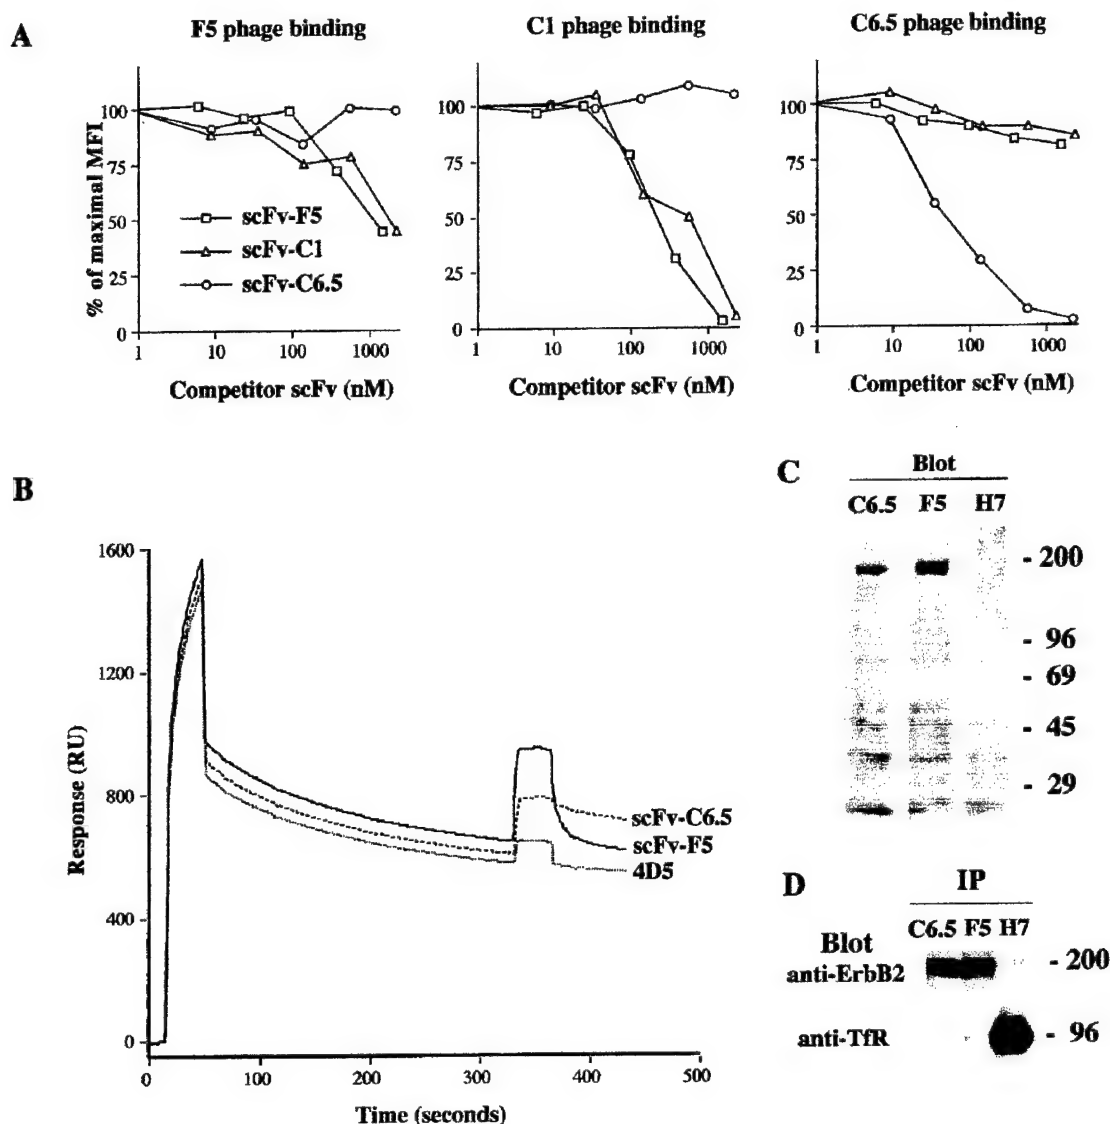 A
F5 phage binding
C1 phage binding
C6.5 phage binding
% of maximal MFI
100
75
50
25
0
1 10 100 1000
Competitor scFv (nM)
scFv-F5
scFv-C1
scFv-C6.5
100
75
50
25
0
1 10 100 1000
Competitor scFv (nM)
100
75
50
25
0
1 10 100 1000
Competitor scFv (nM)
B
Response (RU)
1600
1200
800
400
0
0 100 200 300 400 500
Time (seconds)
scFv-C6.5
scFv-F5
4D5
C
Blot
C6.5 F5 H7
- 200
- 96
- 69
- 45
- 29
D
IP
C6.5 F5 H7
Blot
anti-ErbB2
- 200
anti-TfR
- 96